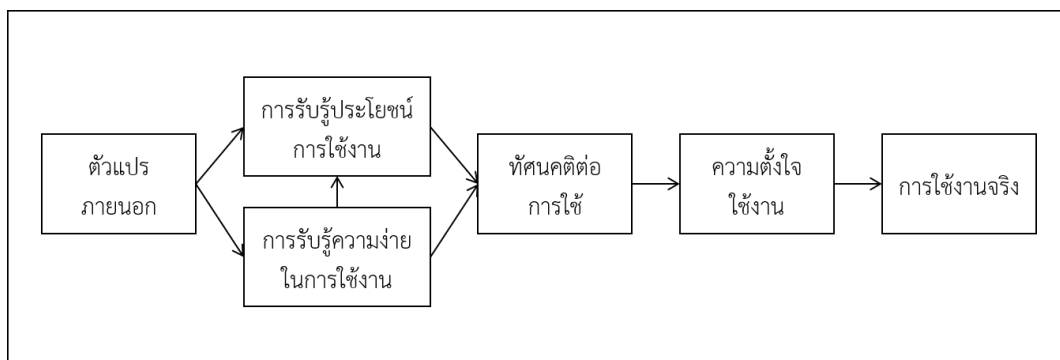 ตัวแปร
ภายนอก
การรับรู้ประโยชน์
การใช้งาน
การรับรู้ความง่าย
ในการใช้งาน
ทัศนคติต่อ
การใช้
ความตั้งใจ
ใช้งาน
การใช้งานจริง